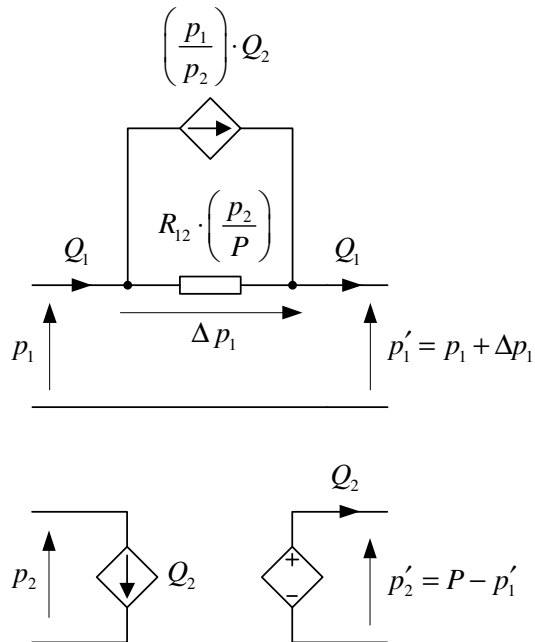 (p₁/p₂)·Q₂
R₁₂·(p₂/P)
Q₁ Q₁
Δp₁
p₁ p₁′ = p₁ + Δp₁
Q₂
p₂ Q₂ + − p₂′ = P − p₁′